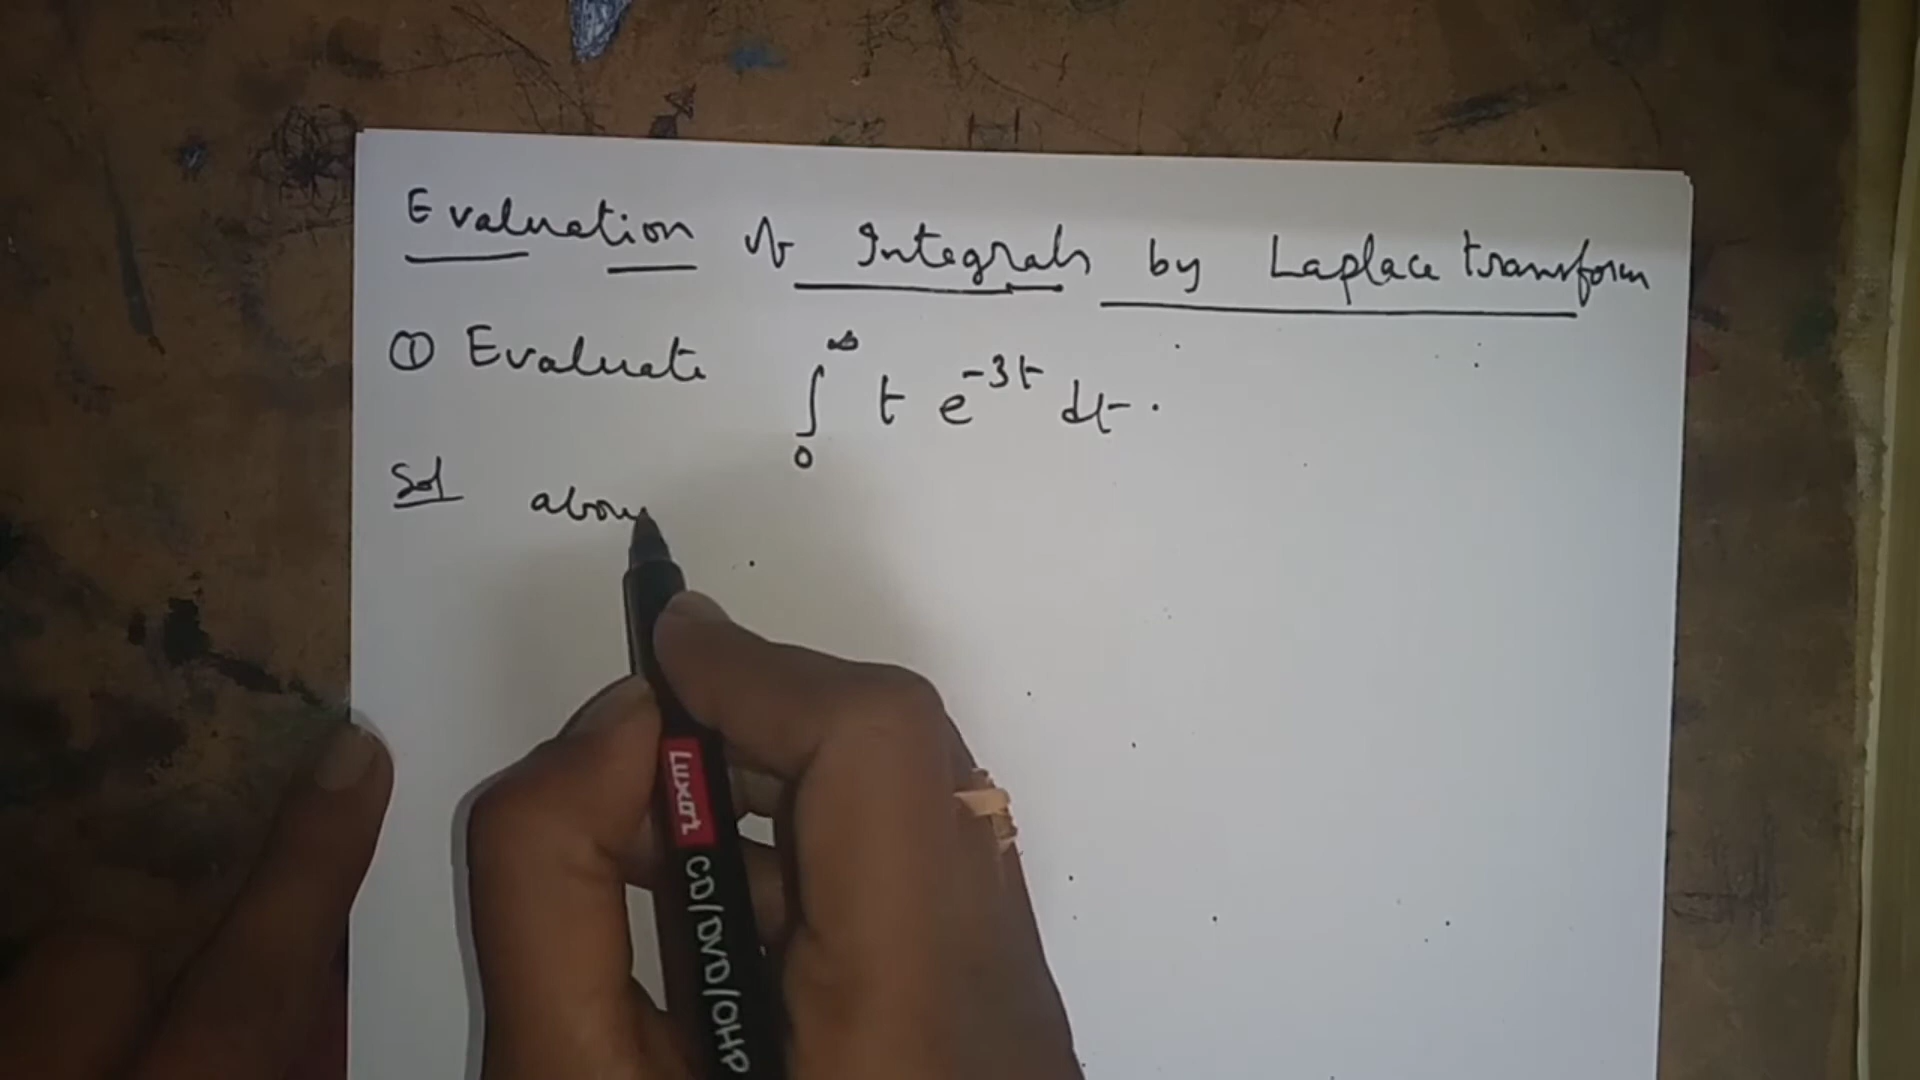 Evaluation of Integrals by Laplace transform
① Evaluate ∫₀^∞ t e^{-3t} dt.
Sol abov
Luxor
CD/DVD/OHP